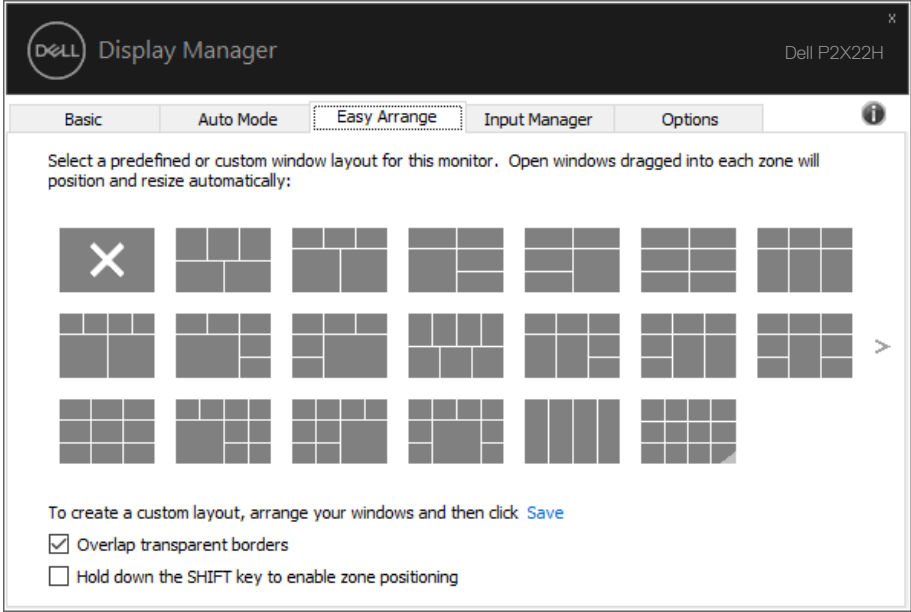 x
DELL Display Manager
Dell P2X22H
Basic Auto Mode Easy Arrange Input Manager Options
Select a predefined or custom window layout for this monitor. Open windows dragged into each zone will
position and resize automatically:
>
To create a custom layout, arrange your windows and then click Save
Overlap transparent borders
Hold down the SHIFT key to enable zone positioning